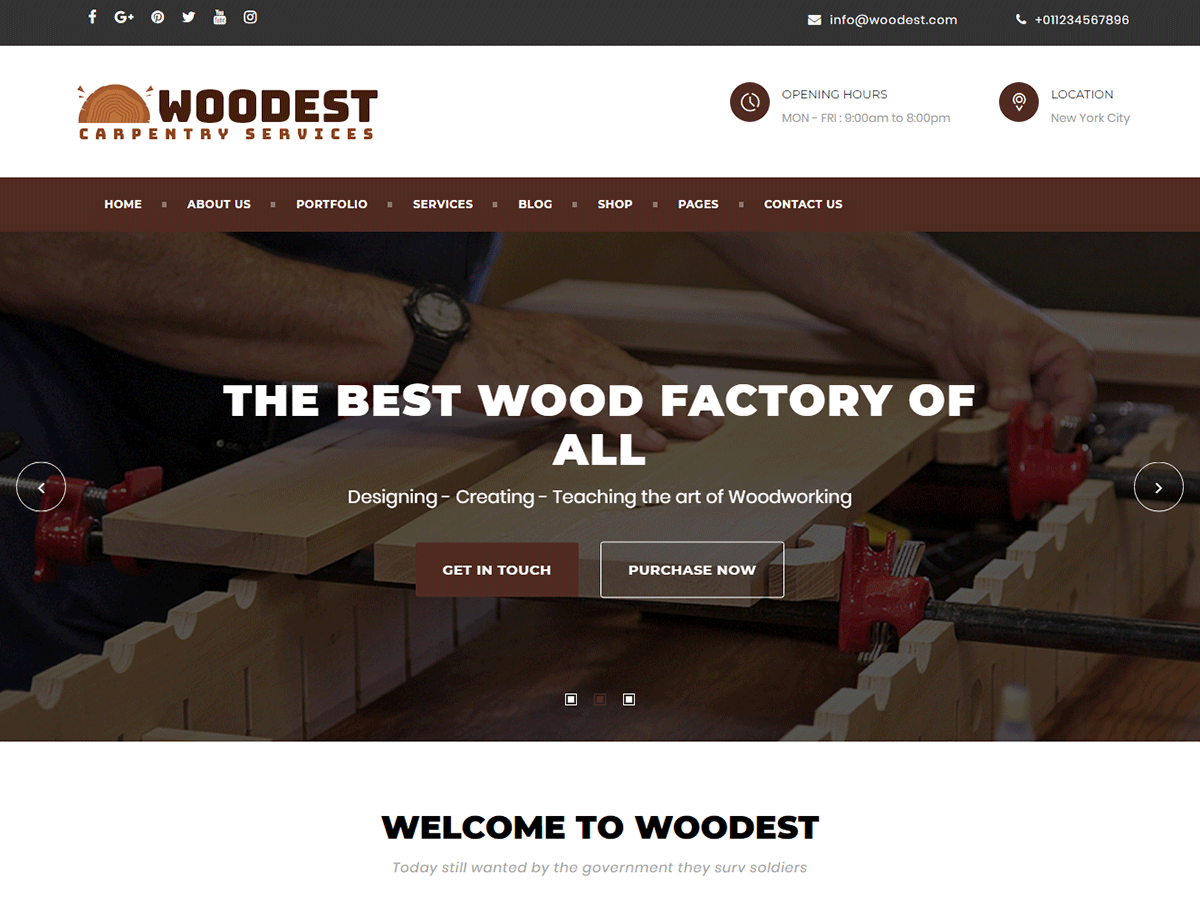 info@woodest.com +011234567896
WOODEST
CARPENTRY SERVICES
OPENING HOURS
MON - FRI : 9:00am to 8:00pm
LOCATION
New York City
HOME ABOUT US PORTFOLIO SERVICES BLOG SHOP PAGES CONTACT US
THE BEST WOOD FACTORY OF
ALL
Designing - Creating - Teaching the art of Woodworking
GET IN TOUCH PURCHASE NOW
WELCOME TO WOODEST
Today still wanted by the government they surv soldiers